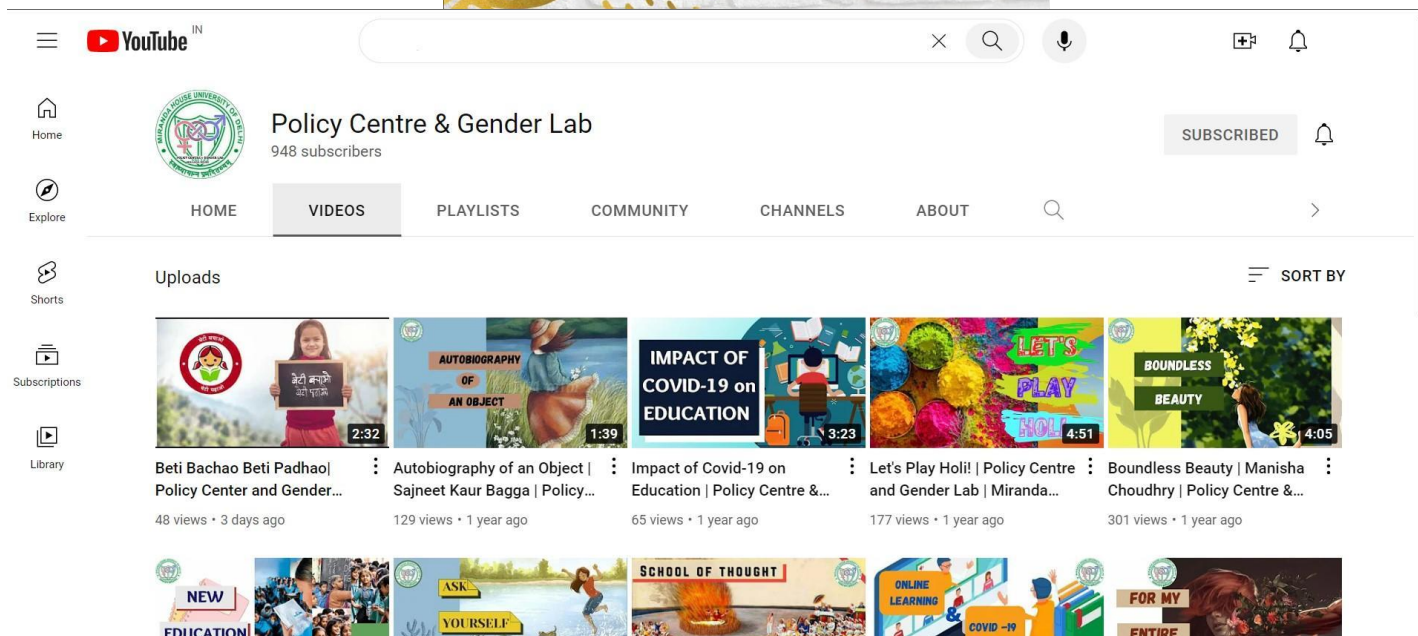 YouTube IN
Home
Explore
Shorts
Subscriptions
Library
MIRANDA HOUSE UNIVERSITY OF DELHI
Policy Centre & Gender Lab
948 subscribers
SUBSCRIBED
HOME VIDEOS PLAYLISTS COMMUNITY CHANNELS ABOUT
Uploads
SORT BY
बेटी बचाओ
बेटी पढ़ाओ
2:32
AUTOBIOGRAPHY
OF
AN OBJECT
1:39
IMPACT OF
COVID-19 on
EDUCATION
3:23
LET'S
PLAY
HOLI
4:51
BOUNDLESS
BEAUTY
4:05
Beti Bachao Beti Padhao|
Policy Center and Gender...
48 views • 3 days ago
Autobiography of an Object |
Sajneet Kaur Bagga | Policy...
129 views • 1 year ago
Impact of Covid-19 on
Education | Policy Centre &...
65 views • 1 year ago
Let's Play Holi! | Policy Centre
and Gender Lab | Miranda...
177 views • 1 year ago
Boundless Beauty | Manisha
Choudhry | Policy Centre &...
301 views • 1 year ago
NEW
EDUCATION
ASK
YOURSELF
SCHOOL OF THOUGHT
ONLINE
LEARNING
&
COVID -19
FOR MY
ENTIRE